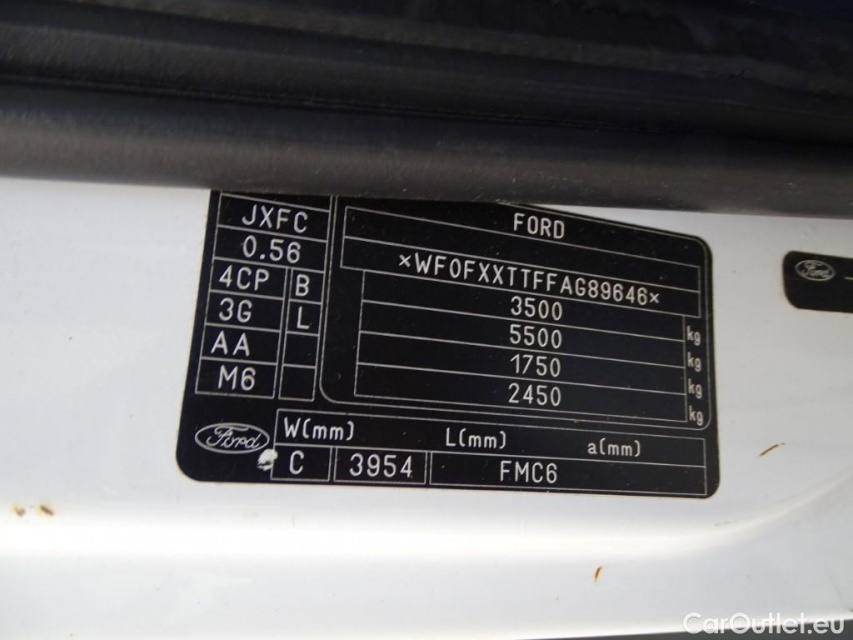 JXFC
0.56
4CP B
3G L
AA
M6
FORD
*WF0FXXTTFFAG89646*
3500 kg
5500 kg
1750 kg
2450 kg
Ford
W(mm) L(mm) a(mm)
C 3954 FMC6
Ford
CarOutlet.eu